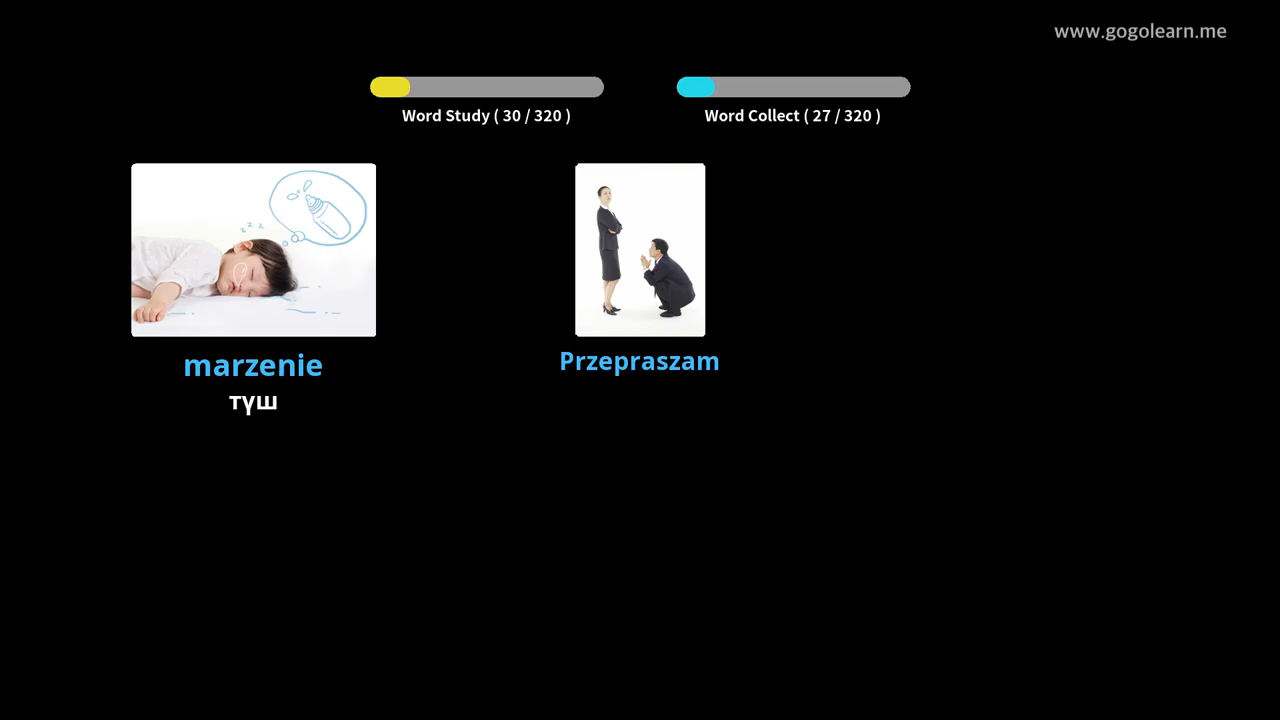 www.gogolearn.me
Word Study ( 30 / 320 )
Word Collect ( 27 / 320 )
marzenie
түш
Przepraszam